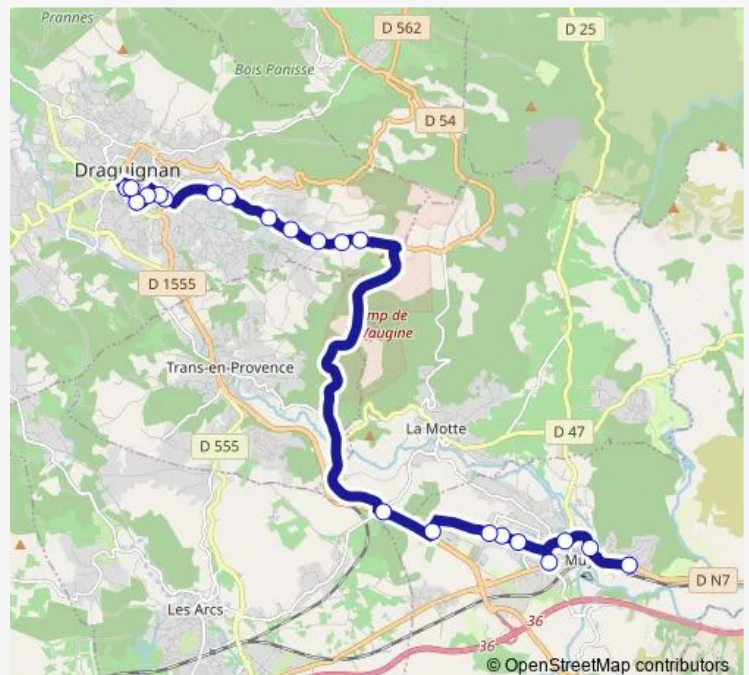 Prannes
D 562
D 25
Bois Panisse
D 54
Draguignan
D 1555
mp de
augine
Trans-en-Provence
La Motte
D 47
D 555
Mu
D N7
Les Arcs
36
36
© OpenStreetMap contributors